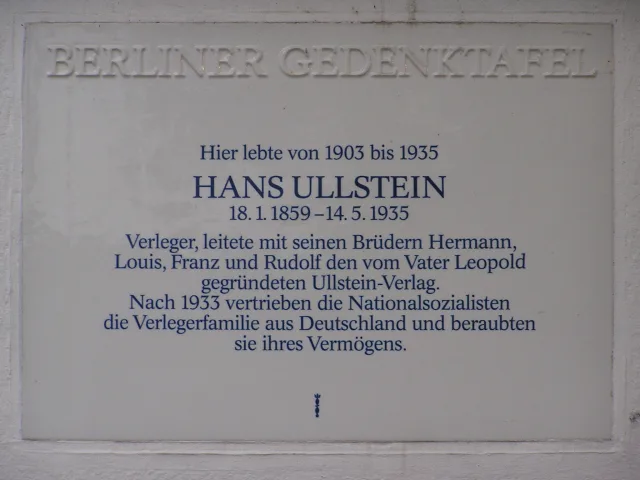 BERLINER GEDENKTAFEL
Hier lebte von 1903 bis 1935
HANS ULLSTEIN
18. 1. 1859 – 14. 5. 1935
Verleger, leitete mit seinen Brüdern Hermann,
Louis, Franz und Rudolf den vom Vater Leopold
gegründeten Ullstein-Verlag.
Nach 1933 vertrieben die Nationalsozialisten
die Verlegerfamilie aus Deutschland und beraubten
sie ihres Vermögens.